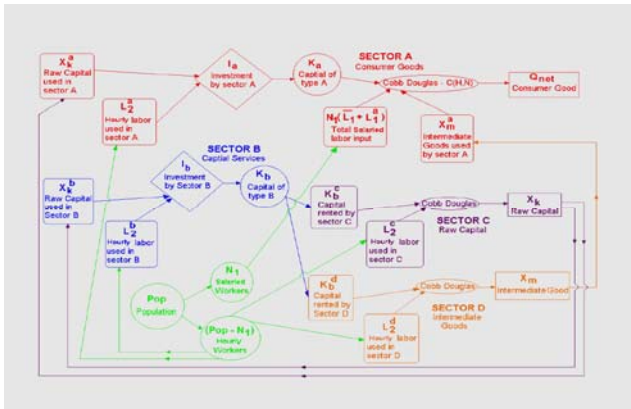 X_k^a
Raw Capital
used in
sector A
I_a
Investment
by sector A
K_a
Captial of
type A
SECTOR A
Consumer Goods
Cobb Douglas - C(H,N)
Q_net
Consumer Good
L_2^a
Hourly labor
used in
sector A
N_1(L̅_1 + L_1^a)
Total Salaried
labor input
X_m^a
Intermediate
Goods used
by sector A
SECTOR B
Captial Services
I_b
Investment
by Sector B
K_b
Capital of
type B
X_k^b
Raw Capital
used in
Sector B
L_2^b
Hourly labor
used in
sector B
K_b^c
Capital
rented by
sector C
Cobb Douglas
X_k
Raw Capital
SECTOR C
Raw Capital
L_2^c
Hourly labor
used in
sector C
N_1
Salaried
Workers
Pop
Population
(Pop - N_1)
Hourly
Workers
K_b^d
Capital
rented by
Sector D
Cobb Douglas
X_m
Intermediate Good
SECTOR D
Intermediate
Goods
L_2^d
Hourly labor
used in
sector D